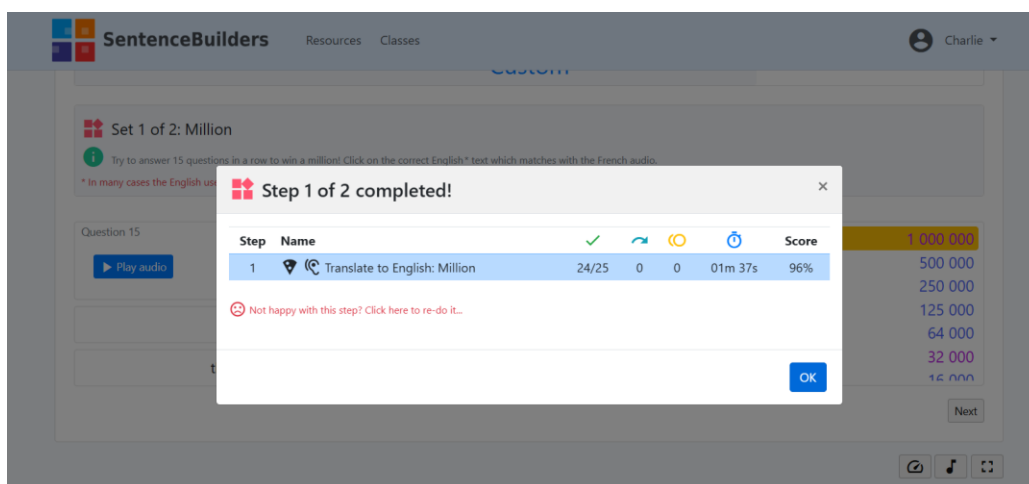 SentenceBuilders Resources Classes Charlie
Custom
Set 1 of 2: Million
Try to answer 15 questions in a row to win a million! Click on the correct English* text which matches with the French audio.
* In many cases the English use
Step 1 of 2 completed! ×
Step Name Score
1 Translate to English: Million 24/25 0 0 01m 37s 96%
Not happy with this step? Click here to re-do it...
OK
Question 15
Play audio
t
1 000 000
500 000
250 000
125 000
64 000
32 000
16 000
Next